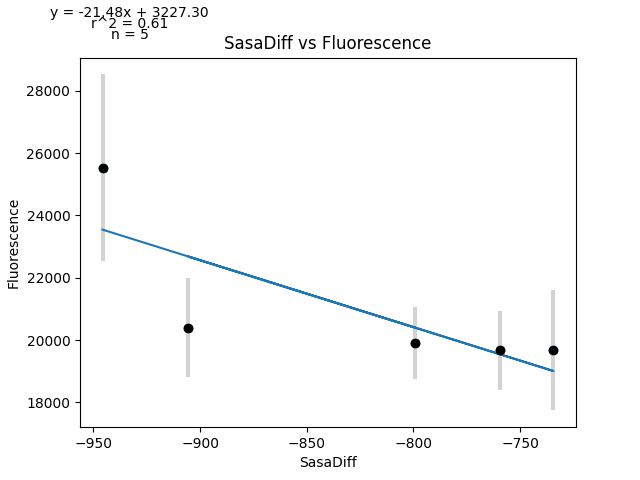 y = -21.48x + 3227.30
r^2 = 0.61
n = 5
SasaDiff vs Fluorescence
28000
26000
24000
22000
20000
18000
Fluorescence
−950
−900
−850
−800
−750
SasaDiff